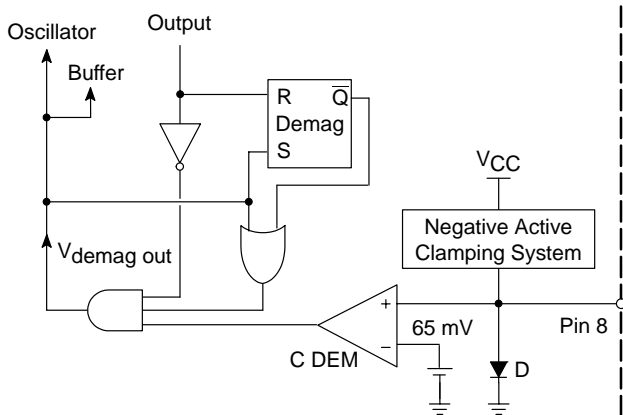 Oscillator
Output
Buffer
R Q̅
Demag
S
VCC
Negative Active
Clamping System
Vdemag out
+
65 mV
Pin 8
−
C DEM
D